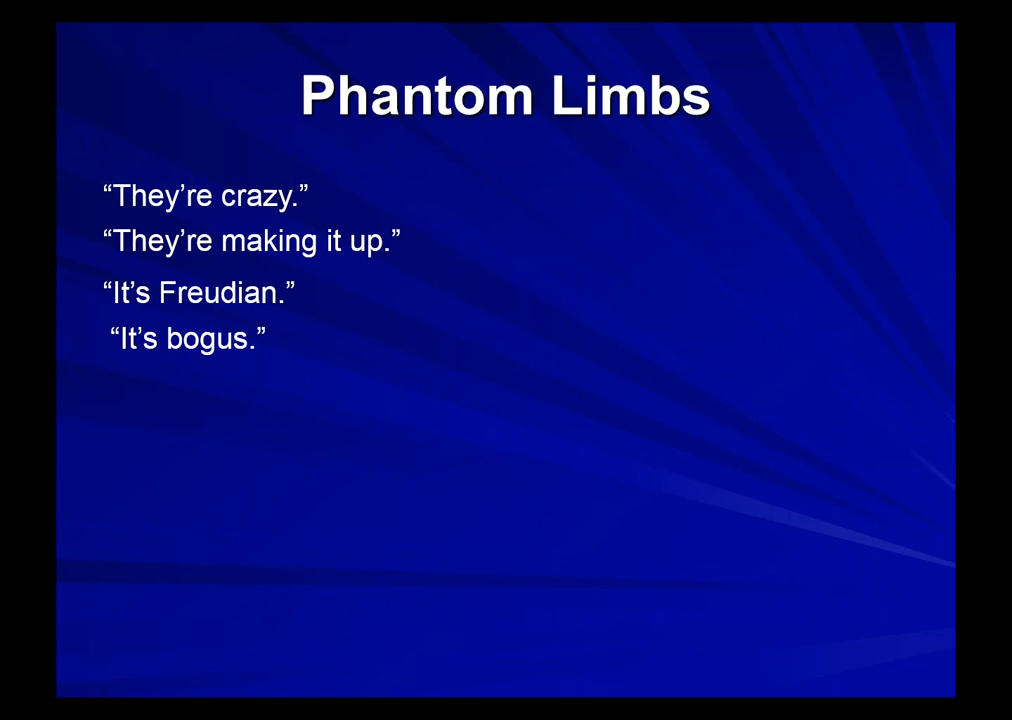 Phantom Limbs
“They’re crazy.”
“They’re making it up.”
“It’s Freudian.”
“It’s bogus.”